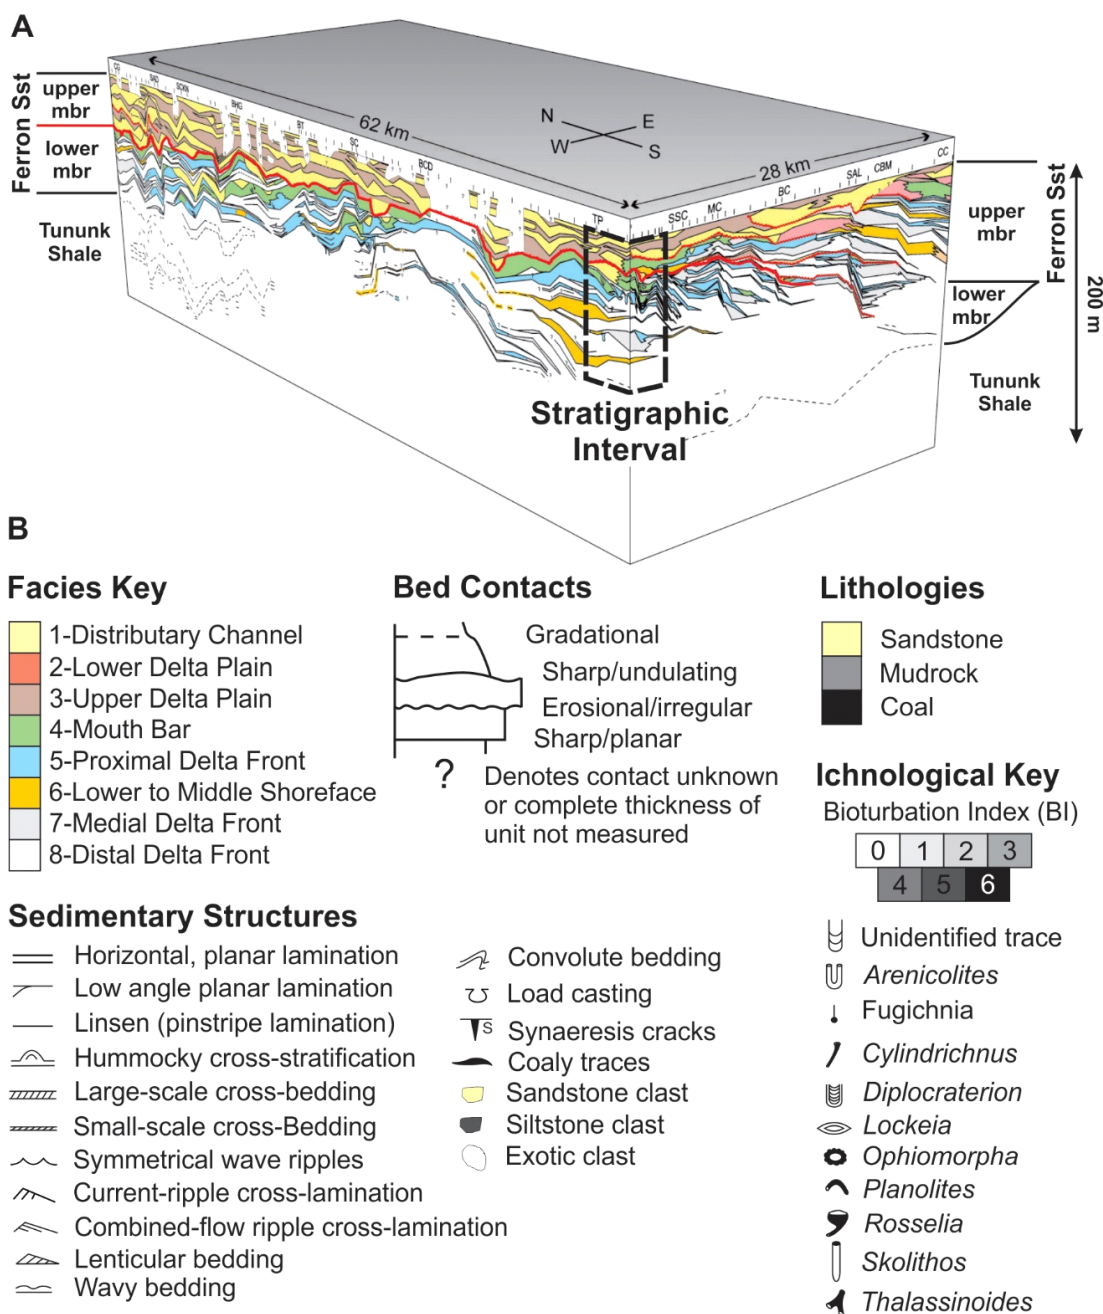 A
Ferron Sst
upper
mbr
lower
mbr
Tununk
Shale
CG
SCKN
BHG
BT
SC
BCD
TP
SSC
MC
BC
SAL
CBM
CC
62 km
28 km
N
E
W
S
upper
mbr
Ferron Sst
lower
mbr
200 m
Tununk
Shale
Stratigraphic
Interval
B
Facies Key
1-Distributary Channel
2-Lower Delta Plain
3-Upper Delta Plain
4-Mouth Bar
5-Proximal Delta Front
6-Lower to Middle Shoreface
7-Medial Delta Front
8-Distal Delta Front
Bed Contacts
Gradational
Sharp/undulating
Erosional/irregular
Sharp/planar
? Denotes contact unknown
or complete thickness of
unit not measured
Lithologies
Sandstone
Mudrock
Coal
Ichnological Key
Bioturbation Index (BI)
0 1 2 3
4 5 6
Unidentified trace
Arenicolites
Fugichnia
Cylindrichnus
Diplocraterion
Lockeia
Ophiomorpha
Planolites
Rosselia
Skolithos
Thalassinoides
Sedimentary Structures
Horizontal, planar lamination
Low angle planar lamination
Linsen (pinstripe lamination)
Hummocky cross-stratification
Large-scale cross-bedding
Small-scale cross-Bedding
Symmetrical wave ripples
Current-ripple cross-lamination
Combined-flow ripple cross-lamination
Lenticular bedding
Wavy bedding
Convolute bedding
Load casting
S Synaeresis cracks
Coaly traces
Sandstone clast
Siltstone clast
Exotic clast